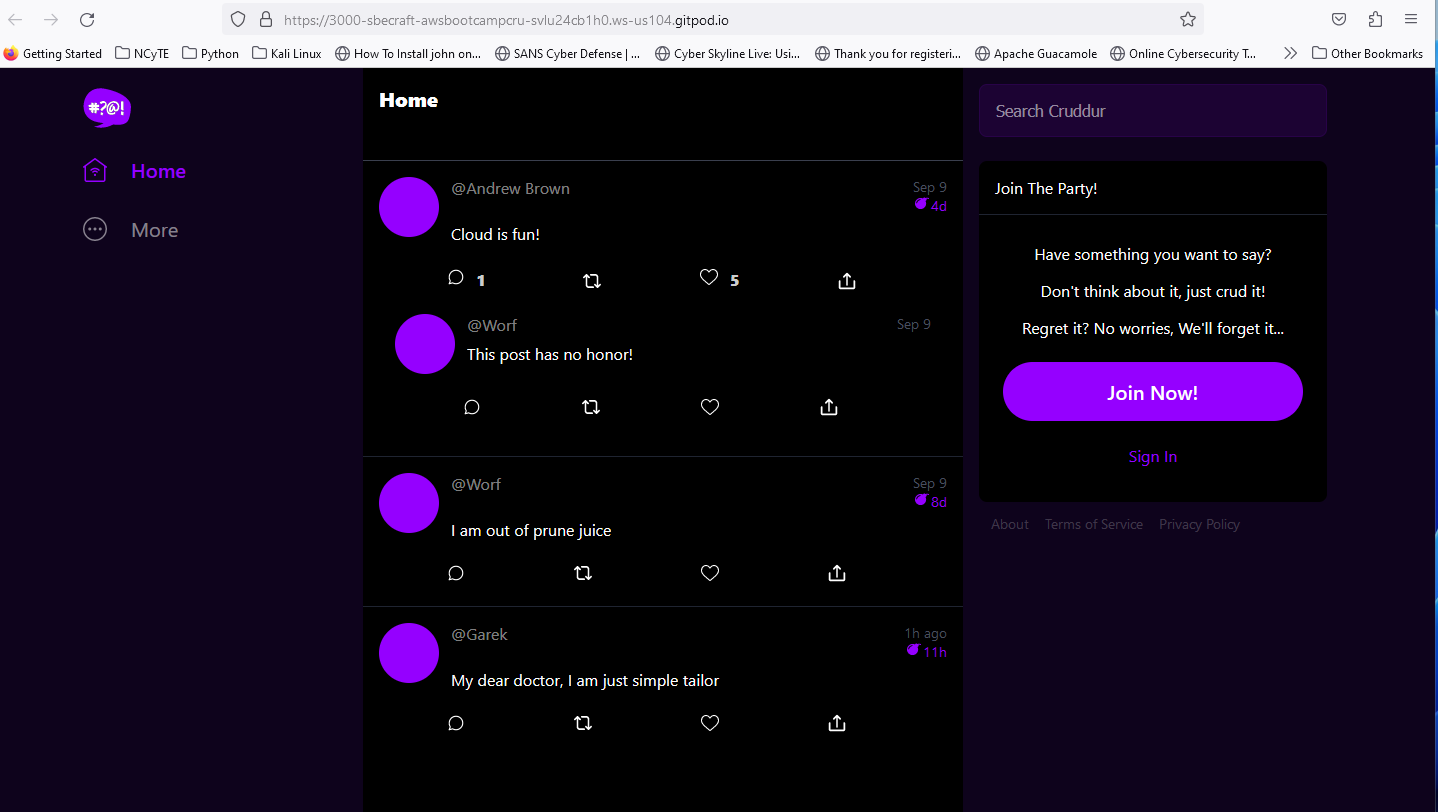 https://3000-sbecraft-awsbootcampcru-svlu24cb1h0.ws-us104.gitpod.io
Getting Started NCyTE Python Kali Linux How To Install john on... SANS Cyber Defense | ... Cyber Skyline Live: Usi... Thank you for registeri... Apache Guacamole Online Cybersecurity T... Other Bookmarks
#?@!
Home
More
Home
@Andrew Brown Sep 9
4d
Cloud is fun!
1 5
@Worf Sep 9
This post has no honor!
@Worf Sep 9
8d
I am out of prune juice
@Garek 1h ago
11h
My dear doctor, I am just simple tailor
Search Cruddur
Join The Party!
Have something you want to say?
Don't think about it, just crud it!
Regret it? No worries, We'll forget it...
Join Now!
Sign In
About Terms of Service Privacy Policy